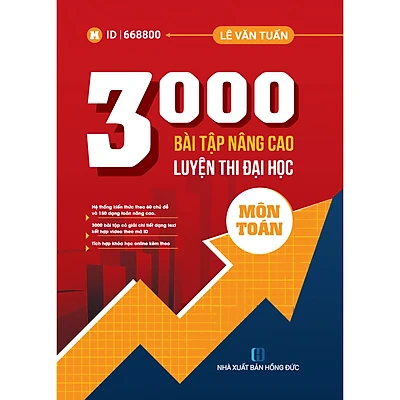 M ID | 668800
LÊ VĂN TUẤN
3000
BÀI TẬP NÂNG CAO
LUYỆN THI ĐẠI HỌC
MÔN
TOÁN
Hệ thống kiến thức theo 60 chủ đề
và 150 dạng toán nâng cao.
3000 bài tập có giải chi tiết dạng text
kết hợp video theo mã ID
Tích hợp khóa học online kèm theo
NHÀ XUẤT BẢN HỒNG ĐỨC